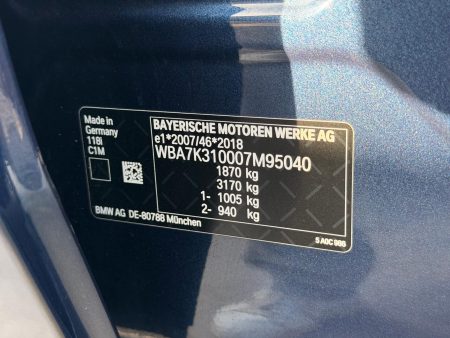 BAYERISCHE MOTOREN WERKE AG
e1*2007/46*2018
WBA7K310007M95040
1870 kg
3170 kg
1- 1005 kg
2- 940 kg
Made in
Germany
118i
C1M
BMW AG DE-80788 München
5 A0C 986